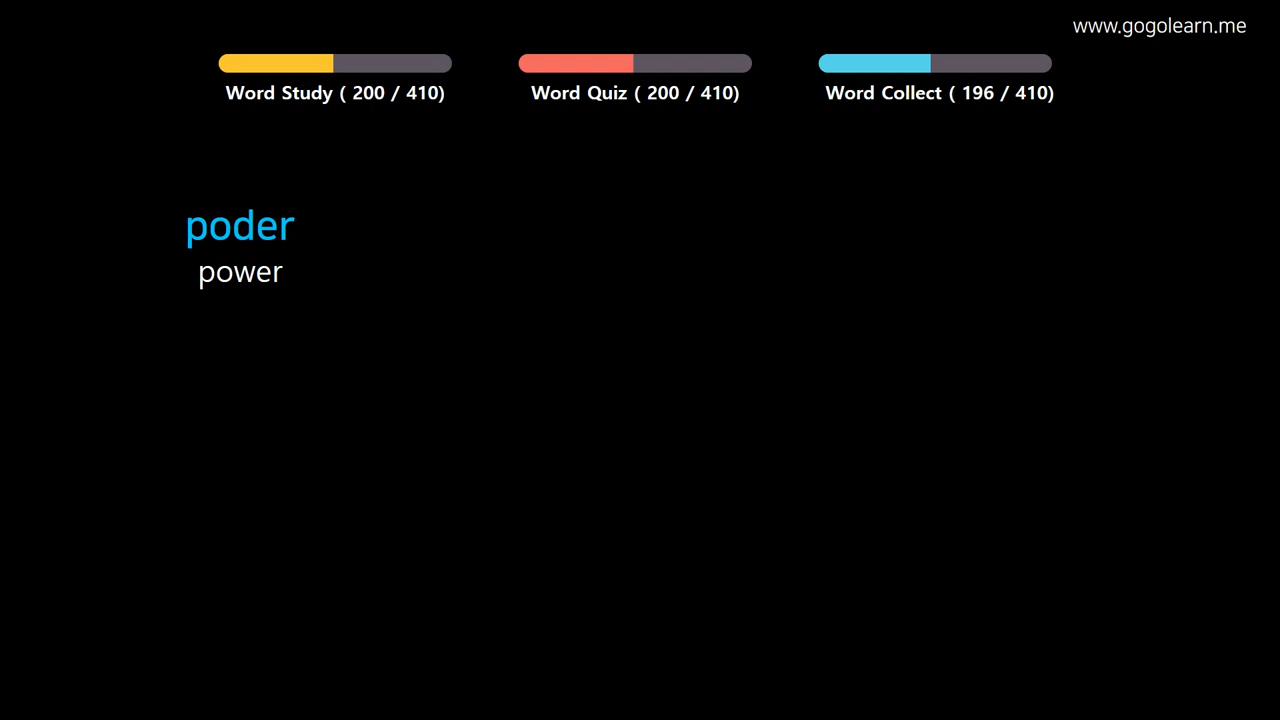 www.gogolearn.me
Word Study ( 200 / 410)
Word Quiz ( 200 / 410)
Word Collect ( 196 / 410)
poder
power